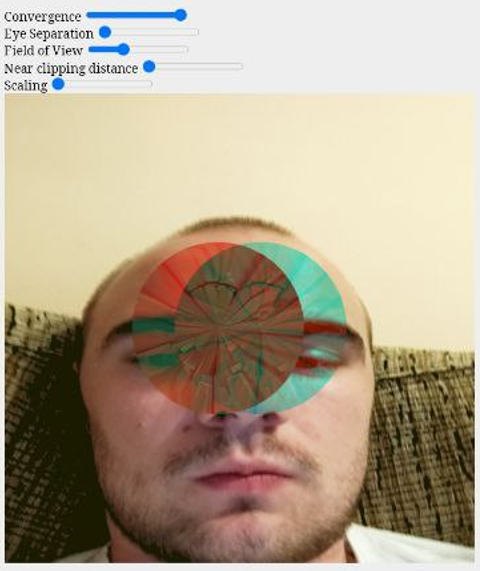 Convergence
Eye Separation
Field of View
Near clipping distance
Scaling